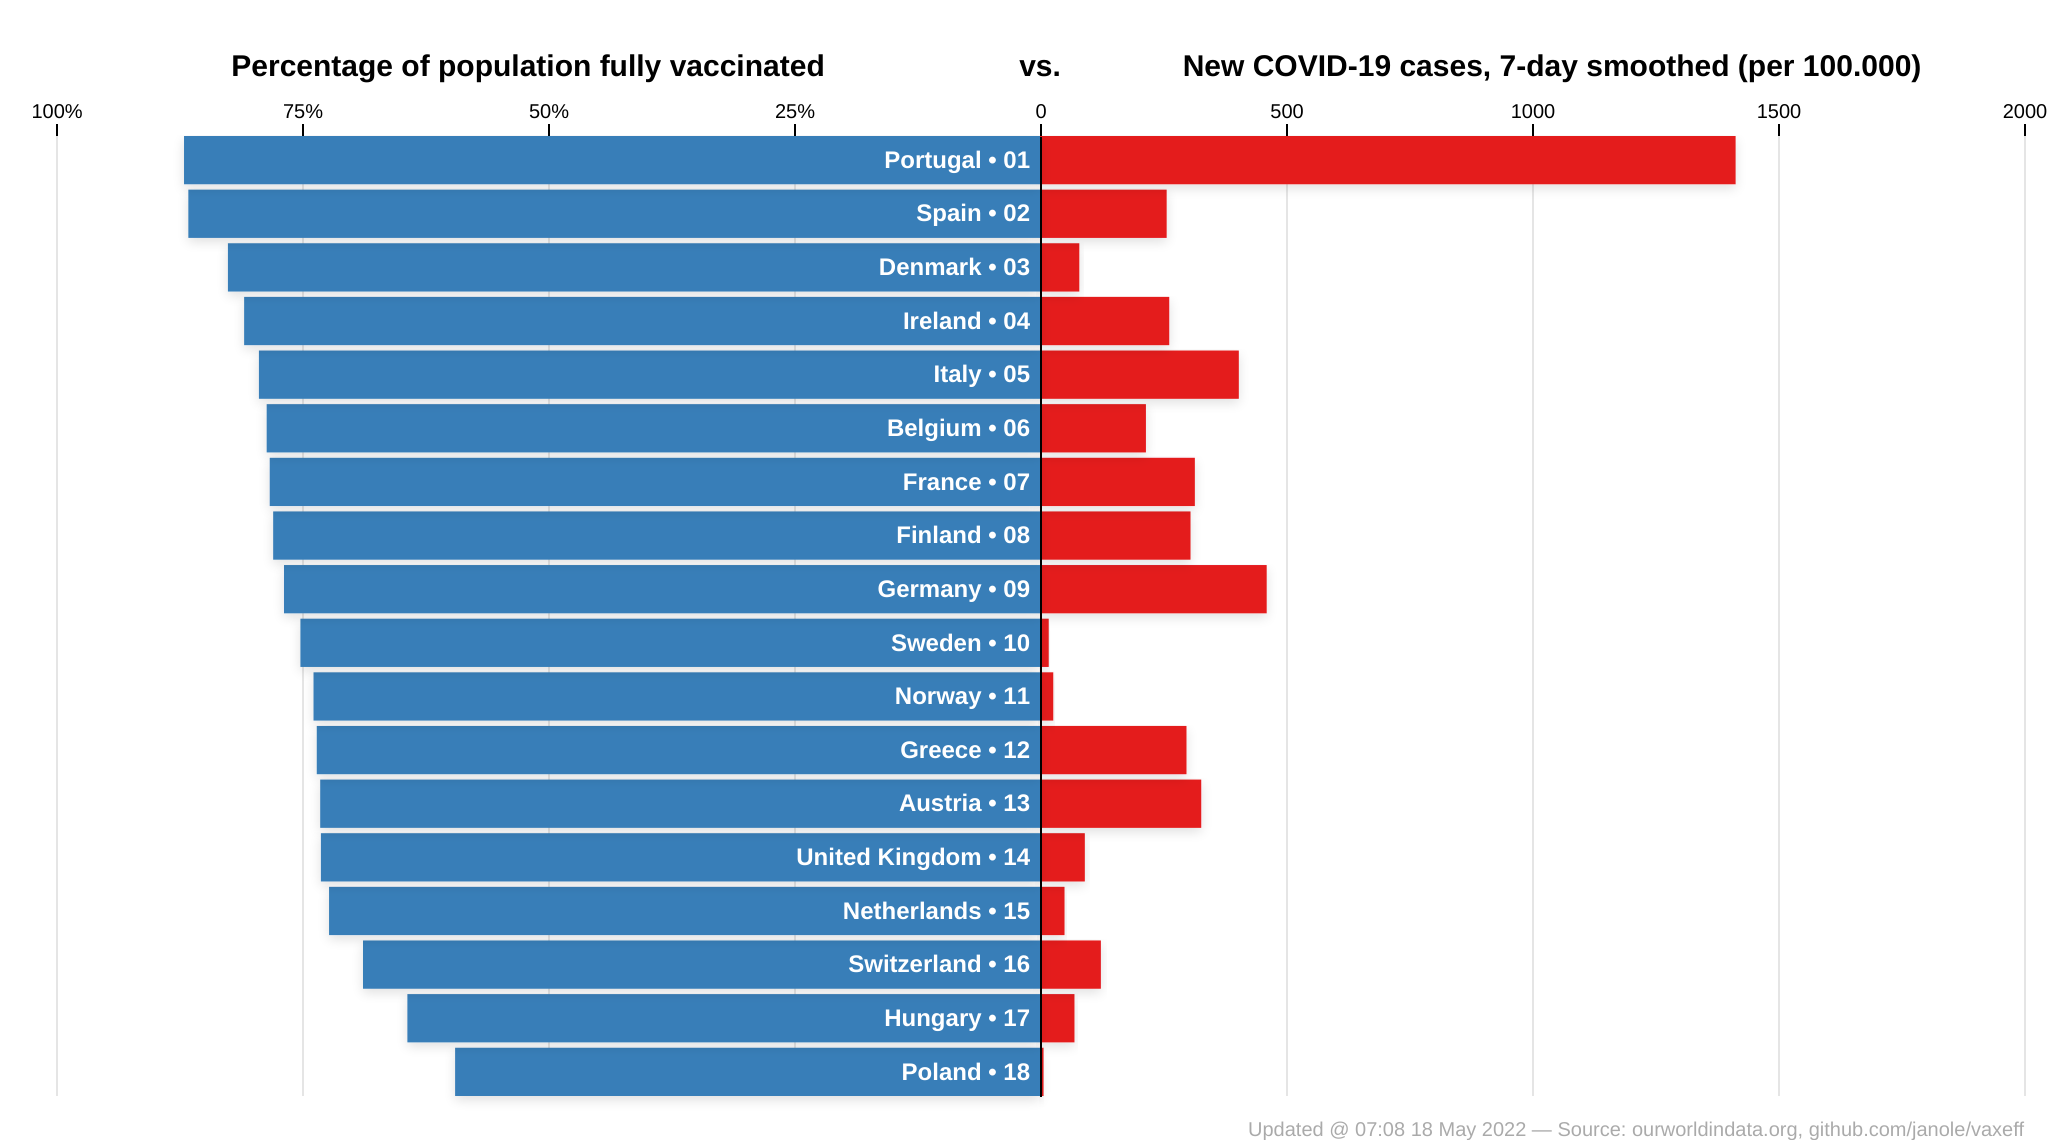 Percentage of population fully vaccinated vs. New COVID-19 cases, 7-day smoothed (per 100.000)
100% 75% 50% 25% 0 500 1000 1500 2000
Portugal • 01
Spain • 02
Denmark • 03
Ireland • 04
Italy • 05
Belgium • 06
France • 07
Finland • 08
Germany • 09
Sweden • 10
Norway • 11
Greece • 12
Austria • 13
United Kingdom • 14
Netherlands • 15
Switzerland • 16
Hungary • 17
Poland • 18
Updated @ 07:08 18 May 2022 — Source: ourworldindata.org, github.com/janole/vaxeff